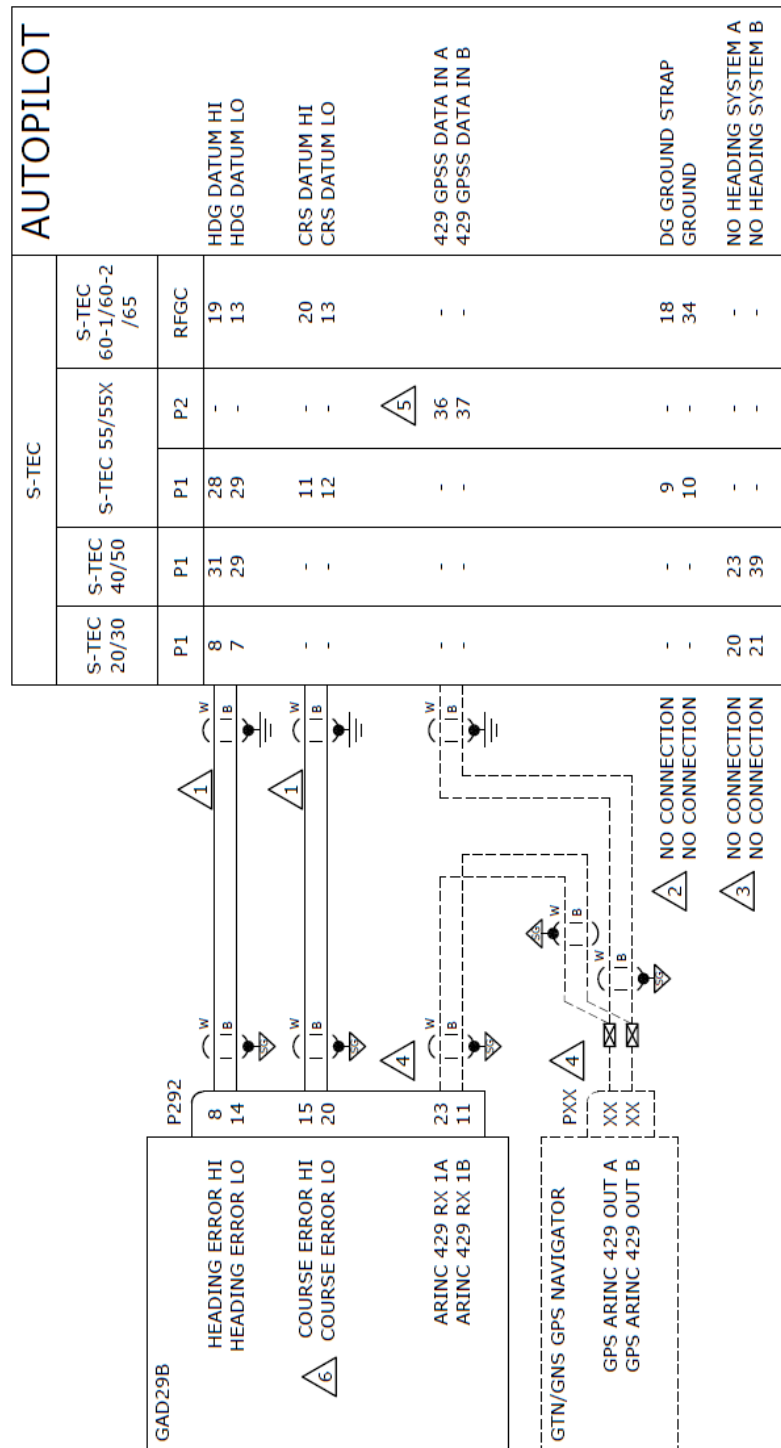 GAD29B
P292
HEADING ERROR HI 8
HEADING ERROR LO 14
COURSE ERROR HI 15
COURSE ERROR LO 20
6
ARINC 429 RX 1A 23
ARINC 429 RX 1B 11
4
GTN/GNS GPS NAVIGATOR
PXX
4
GPS ARINC 429 OUT A XX
GPS ARINC 429 OUT B XX
W
B
SG
W
B
SG
W
B
SG
W
B
SG
W
B
SG
1
1
W
B
W
B
W
B
2
NO CONNECTION
NO CONNECTION
3
NO CONNECTION
NO CONNECTION
S-TEC
AUTOPILOT
S-TEC 20/30
S-TEC 40/50
S-TEC 55/55X
S-TEC 60-1/60-2 /65
P1 P1 P1 P2 RFGC
8 31 28 - 19 HDG DATUM HI
7 29 29 - 13 HDG DATUM LO
- - 11 - 20 CRS DATUM HI
- - 12 - 13 CRS DATUM LO
5
- - - 36 - 429 GPSS DATA IN A
- - - 37 - 429 GPSS DATA IN B
- - 9 - 18 DG GROUND STRAP
- - 10 - 34 GROUND
20 23 - - - NO HEADING SYSTEM A
21 39 - - - NO HEADING SYSTEM B